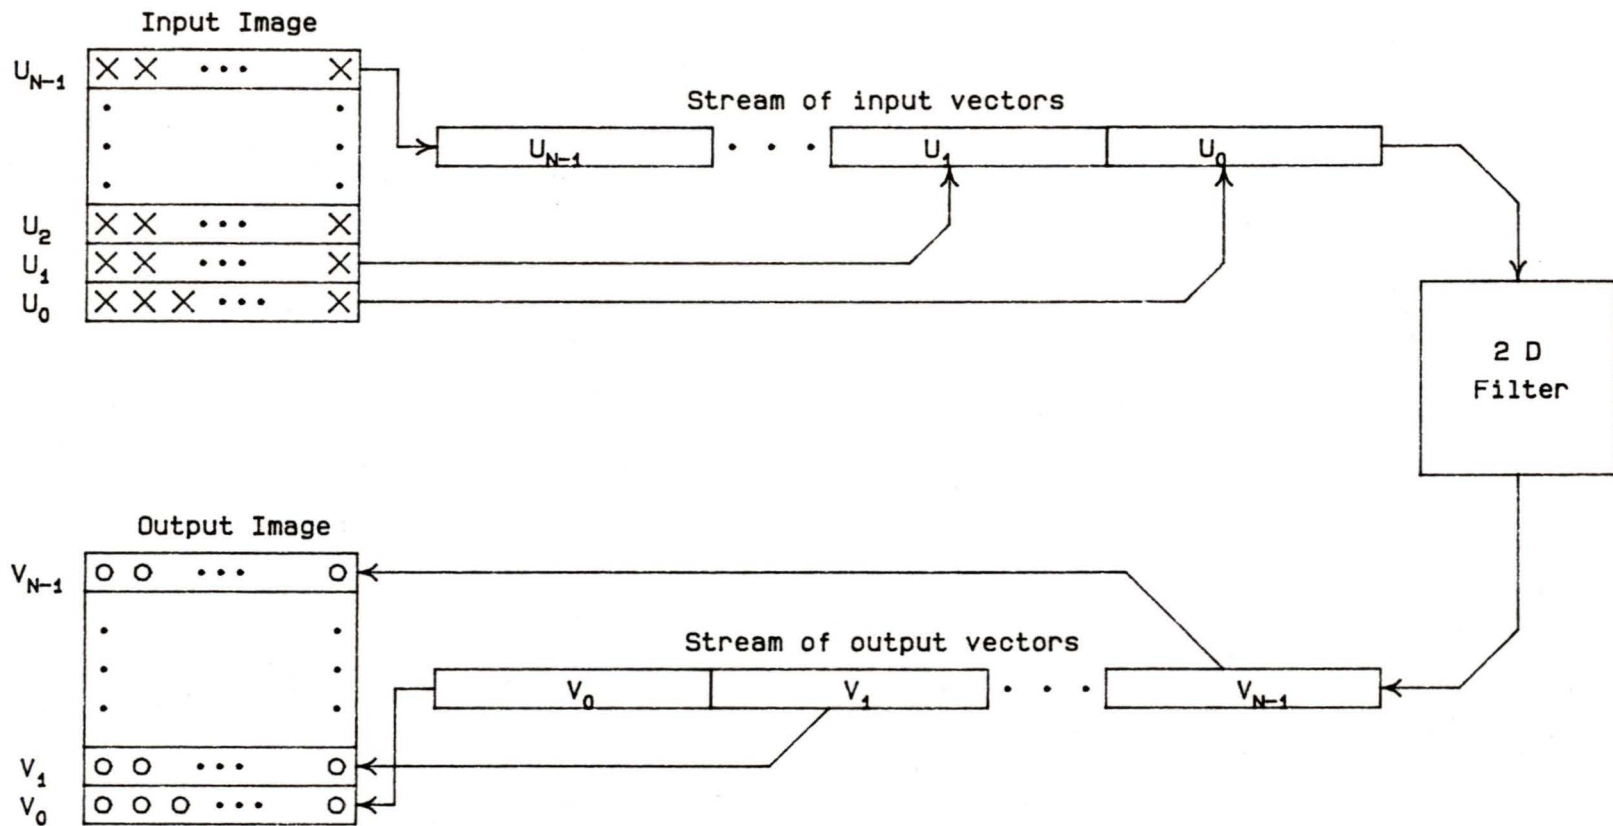 Input Image
U_{N-1} X X ... X
Stream of input vectors
U_{N-1} . . . U_1 U_0
U_2 X X ... X
U_1 X X ... X
U_0 X X X ... X
2 D
Filter
Output Image
V_{N-1} O O ... O
Stream of output vectors
V_0 V_1 . . . V_{N-1}
V_1 O O ... O
V_0 O O O ... O